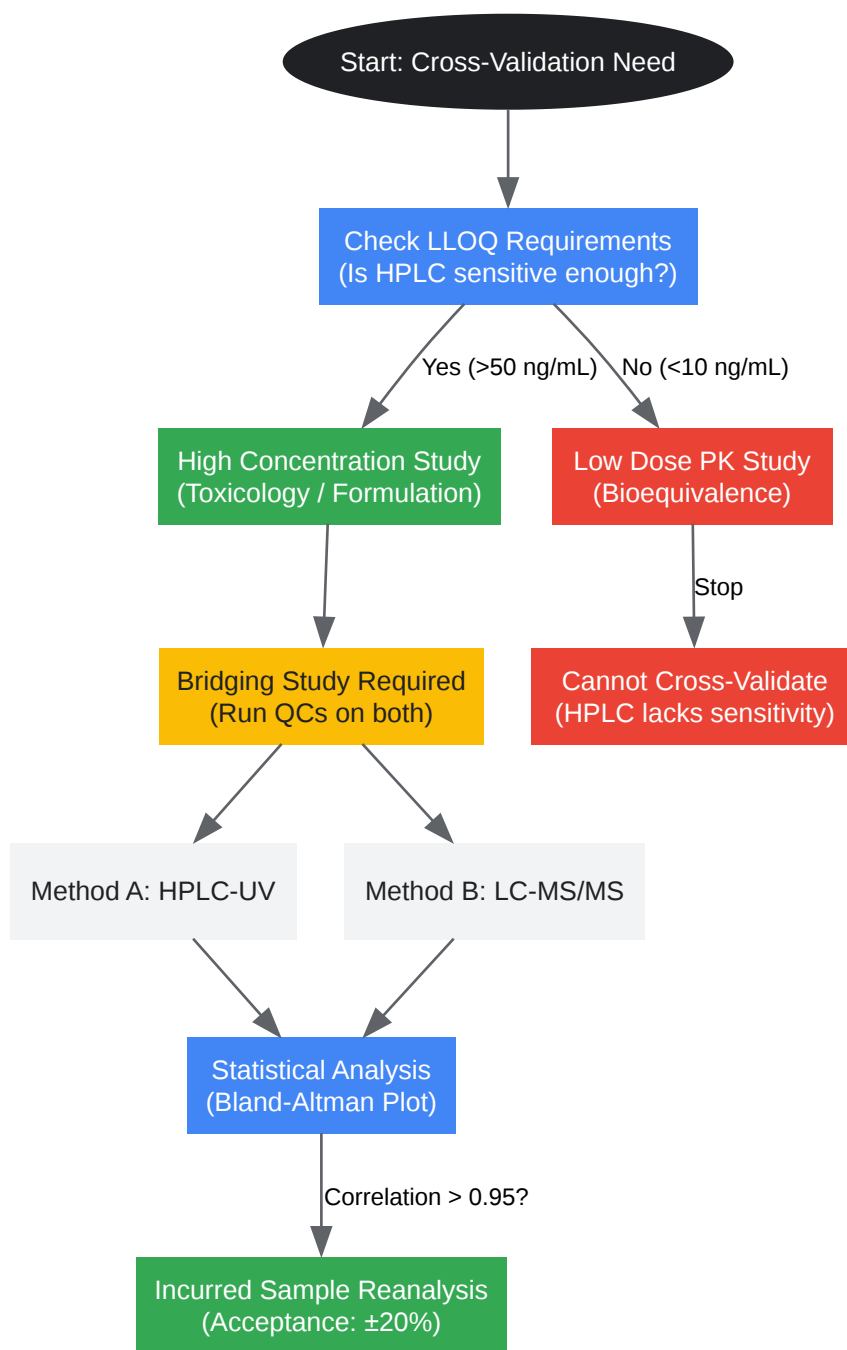 Start: Cross-Validation Need
Check LLOQ Requirements
(Is HPLC sensitive enough?)
Yes (>50 ng/mL)
No (<10 ng/mL)
High Concentration Study
(Toxicology / Formulation)
Low Dose PK Study
(Bioequivalence)
Stop
Bridging Study Required
(Run QCs on both)
Cannot Cross-Validate
(HPLC lacks sensitivity)
Method A: HPLC-UV
Method B: LC-MS/MS
Statistical Analysis
(Bland-Altman Plot)
Correlation > 0.95?
Incurred Sample Reanalysis
(Acceptance: ±20%)